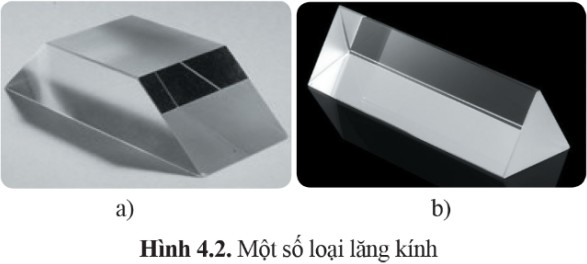 a) b)
Hình 4.2. Một số loại lăng kính